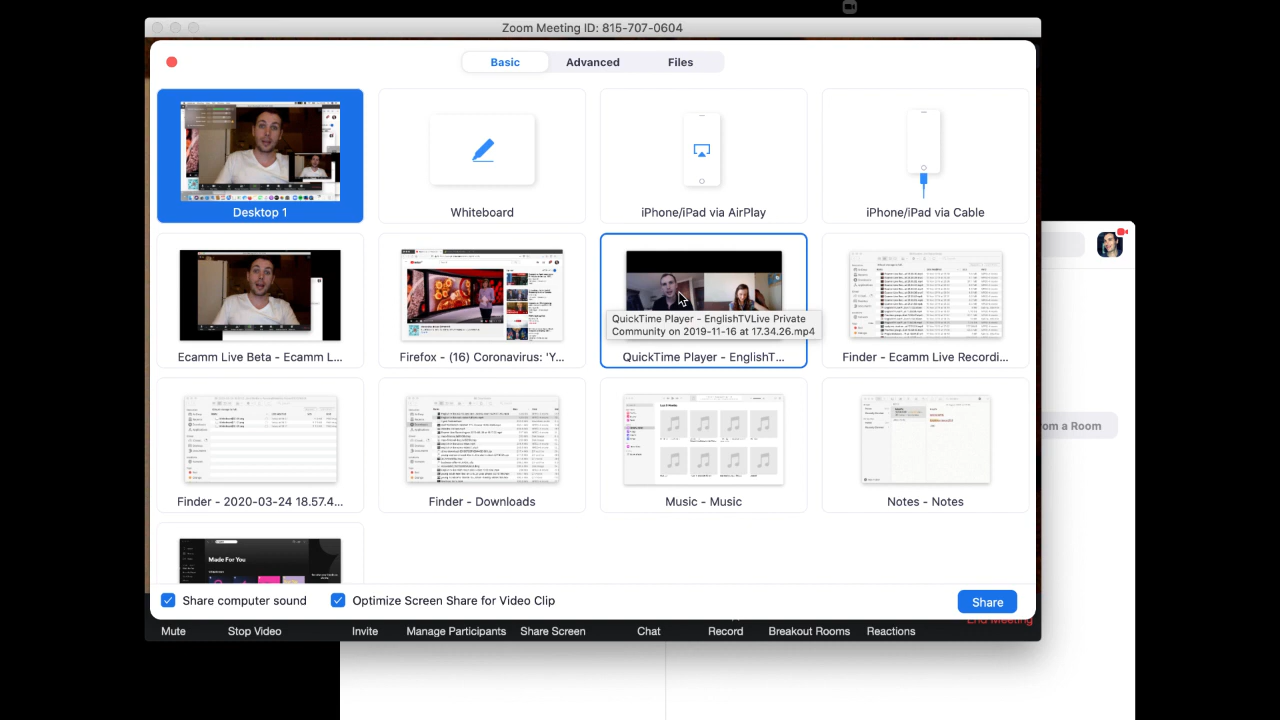 Zoom Meeting ID: 815-707-0604
Basic
Advanced
Files
Desktop 1
Whiteboard
iPhone/iPad via AirPlay
iPhone/iPad via Cable
Ecamm Live Beta - Ecamm L...
Firefox - (16) Coronavirus: 'Y...
QuickTime Player - EnglishTVLive Private
Community on 2019-11-16 at 17.34.26.mp4
QuickTime Player - EnglishT...
Finder - Ecamm Live Recordi...
om a Room
Finder - 2020-03-24 18.57.4...
Finder - Downloads
Music - Music
Notes - Notes
Made For You
Share computer sound
Optimize Screen Share for Video Clip
Share
Mute
Stop Video
Invite
Manage Participants
Share Screen
Chat
Record
Breakout Rooms
Reactions
End Meeting